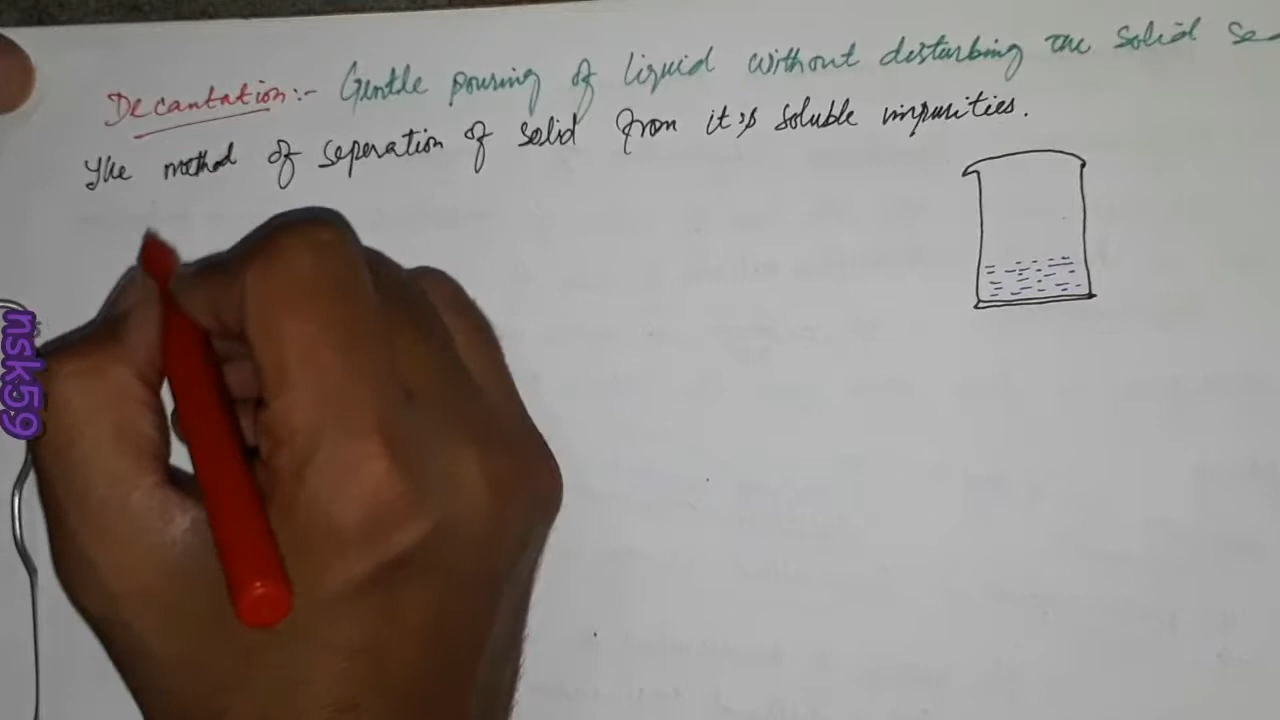 Decantation:- Gentle pouring of liquid without disturbing the solid se
The method of seperation of solid from it's soluble impurities.
nsk59